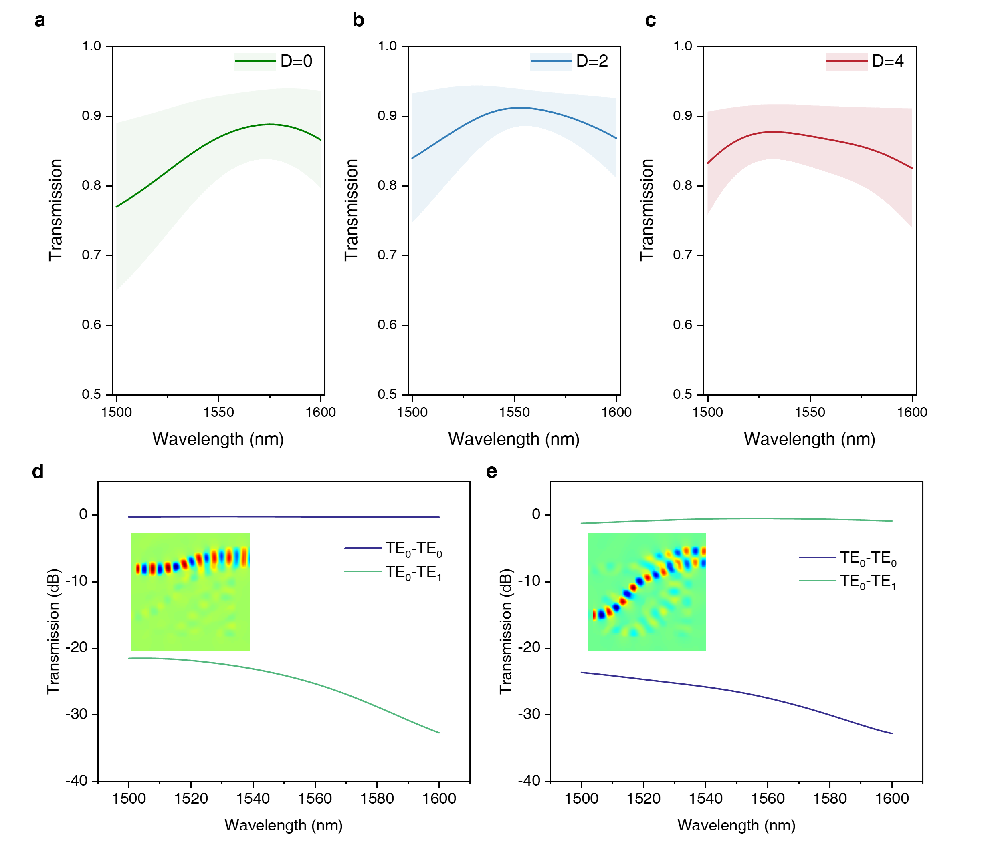 a
b
c
1.0
0.9
0.8
0.7
0.6
0.5
Transmission
D=0
1500
1550
1600
Wavelength (nm)
1.0
0.9
0.8
0.7
0.6
0.5
Transmission
D=2
1500
1550
1600
Wavelength (nm)
1.0
0.9
0.8
0.7
0.6
0.5
Transmission
D=4
1500
1550
1600
Wavelength (nm)
d
0
-10
-20
-30
-40
Transmission (dB)
TE0-TE0
TE0-TE1
1500
1520
1540
1560
1580
1600
Wavelength (nm)
e
0
-10
-20
-30
-40
Transmission (dB)
TE0-TE0
TE0-TE1
1500
1520
1540
1560
1580
1600
Wavelength (nm)